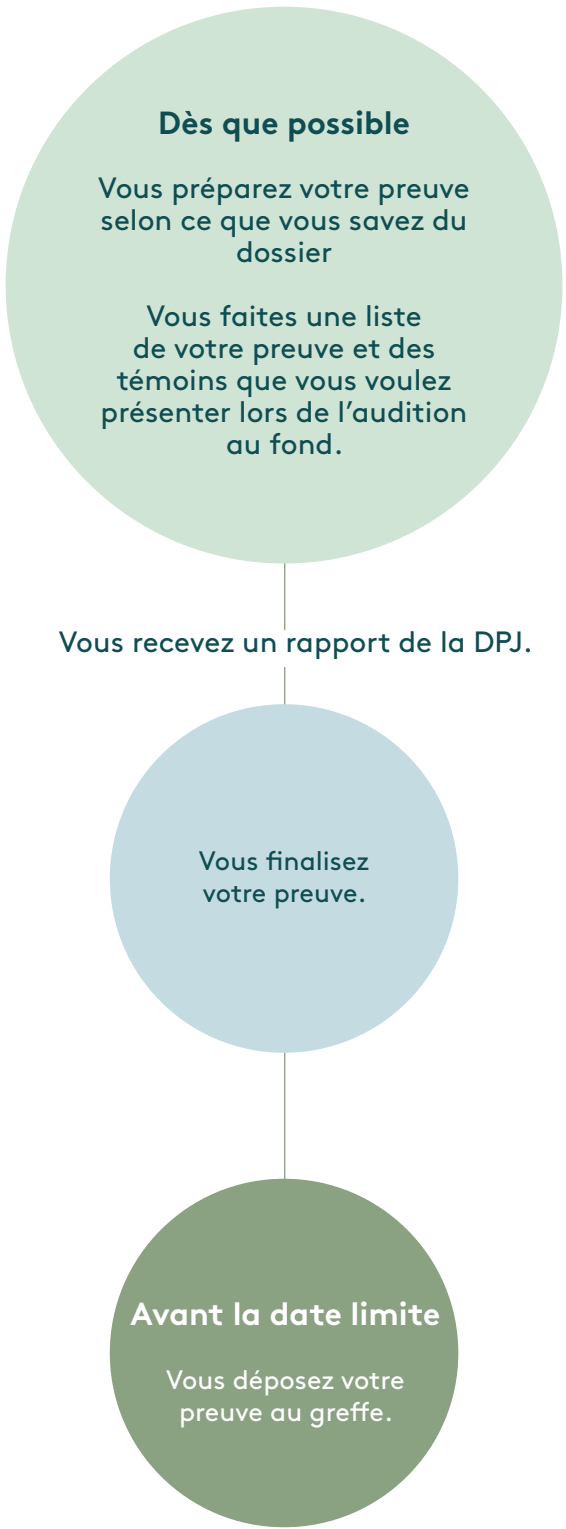 Dès que possible
Vous préparez votre preuve
selon ce que vous savez du
dossier
Vous faites une liste
de votre preuve et des
témoins que vous voulez
présenter lors de l’audition
au fond.
Vous recevez un rapport de la DPJ.
Vous finalisez
votre preuve.
Avant la date limite
Vous déposez votre
preuve au greffe.